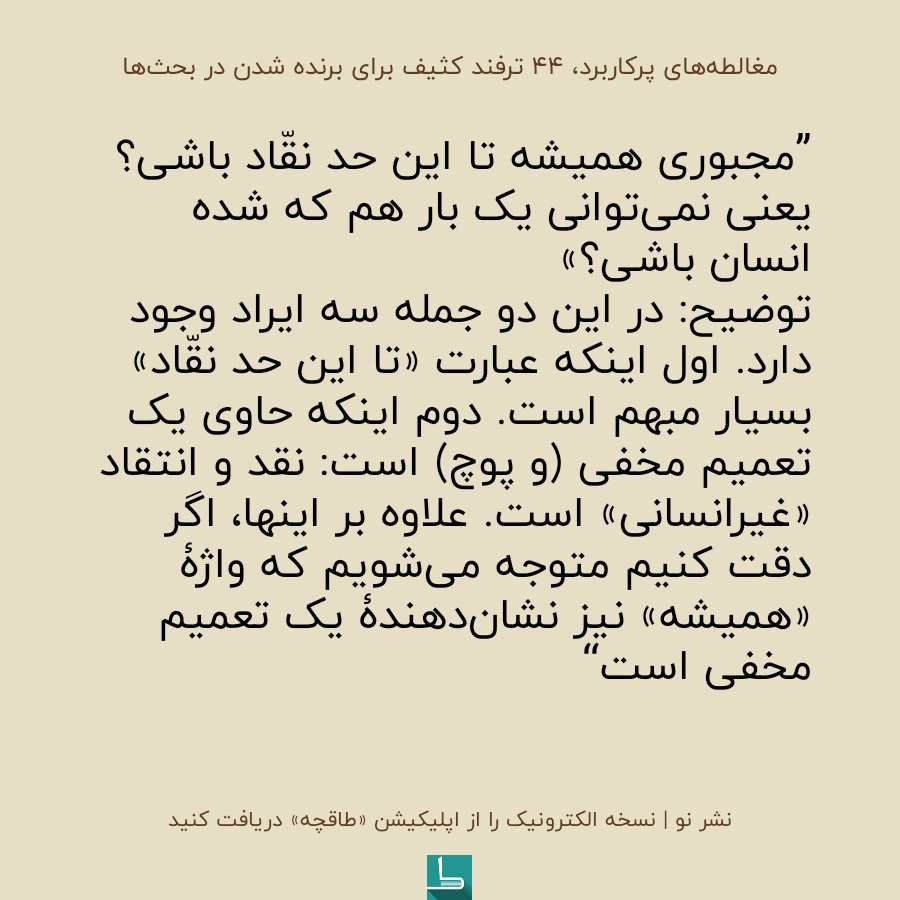 مغالطه‌های پرکاربرد، ۴۴ ترفند کثیف برای برنده شدن در بحث‌ها
”مجبوری همیشه تا این حد نقّاد باشی؟
یعنی نمی‌توانی یک بار هم که شده
انسان باشی؟»
توضیح: در این دو جمله سه ایراد وجود
دارد. اول اینکه عبارت «تا این حد نقّاد»
بسیار مبهم است. دوم اینکه حاوی یک
تعمیم مخفی (و پوچ) است: نقد و انتقاد
«غیرانسانی» است. علاوه بر اینها، اگر
دقت کنیم متوجه می‌شویم که واژهٔ
«همیشه» نیز نشان‌دهندهٔ یک تعمیم
مخفی است“
نشر نو | نسخه الکترونیک را از اپلیکیشن «طاقچه» دریافت کنید